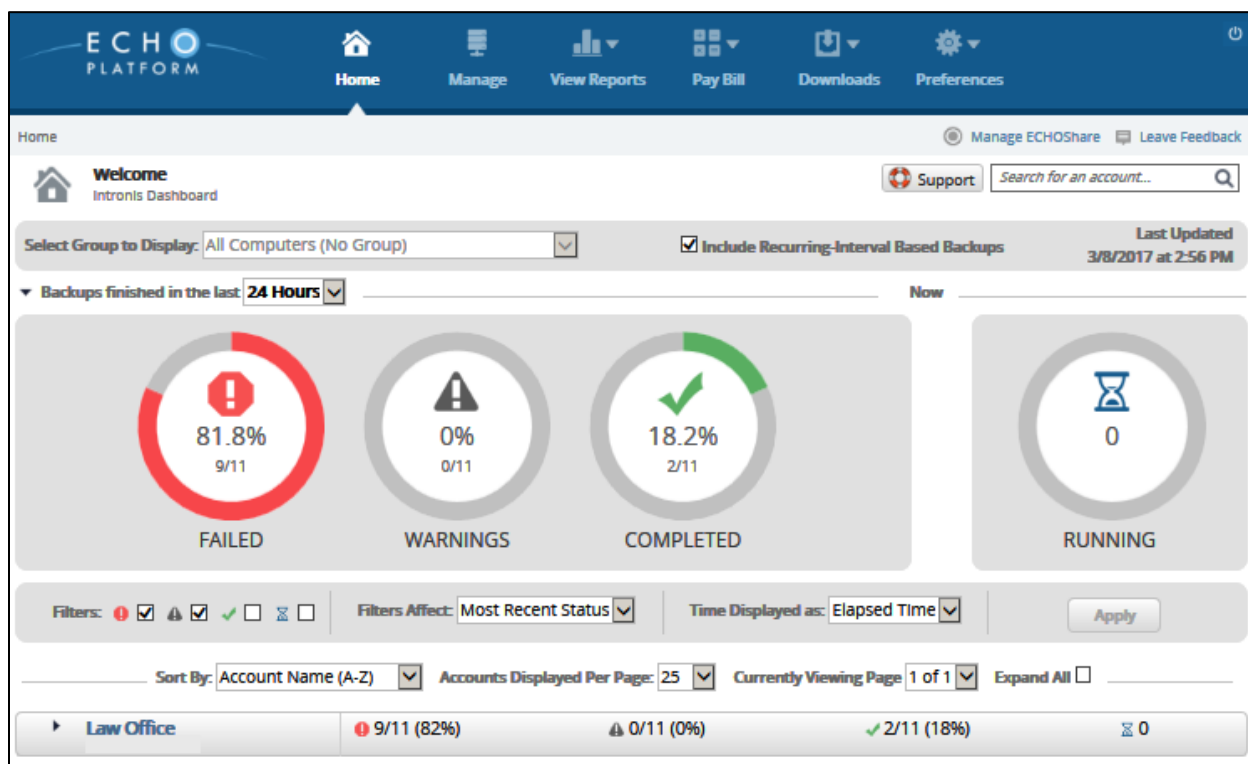 ECHO
PLATFORM
Home
Manage
View Reports
Pay Bill
Downloads
Preferences
Home
Manage ECHOShare
Leave Feedback
Welcome
Intronis Dashboard
Support
Search for an account...
Select Group to Display: All Computers (No Group)
Include Recurring-Interval Based Backups
Last Updated
3/8/2017 at 2:56 PM
Backups finished in the last 24 Hours
Now
81.8%
9/11
FAILED
0%
0/11
WARNINGS
18.2%
2/11
COMPLETED
0
RUNNING
Filters:
Filters Affect: Most Recent Status
Time Displayed as: Elapsed Time
Apply
Sort By: Account Name (A-Z)
Accounts Displayed Per Page: 25
Currently Viewing Page 1 of 1
Expand All
Law Office
9/11 (82%)
0/11 (0%)
2/11 (18%)
0